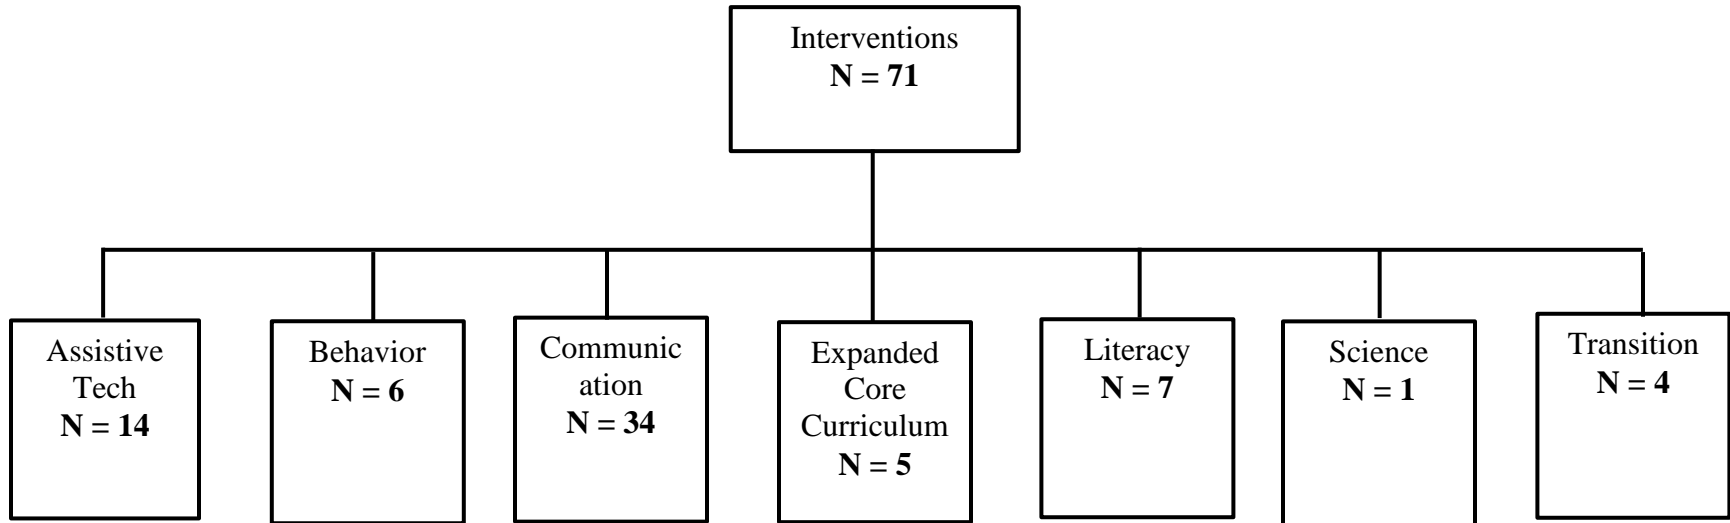 Interventions
N = 71
Assistive
Tech
N = 14
Behavior
N = 6
Communic
ation
N = 34
Expanded
Core
Curriculum
N = 5
Literacy
N = 7
Science
N = 1
Transition
N = 4